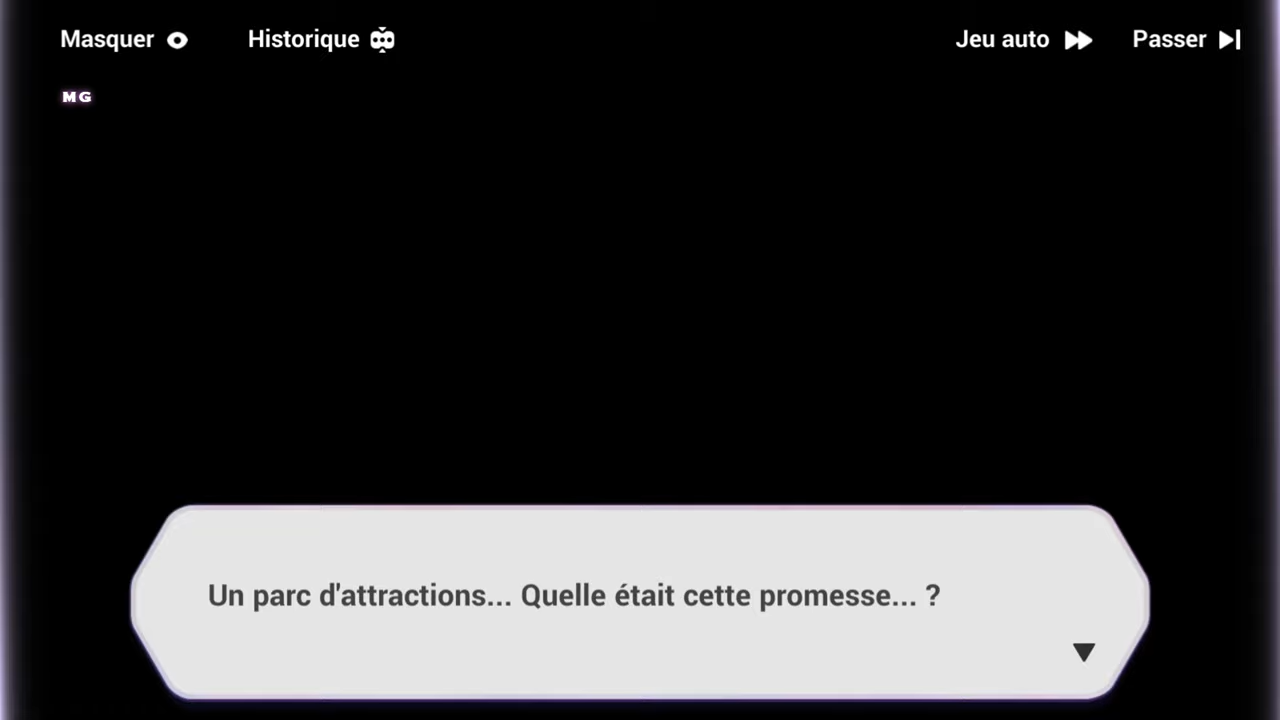 Masquer Historique Jeu auto Passer
MG
Un parc d'attractions... Quelle était cette promesse... ?